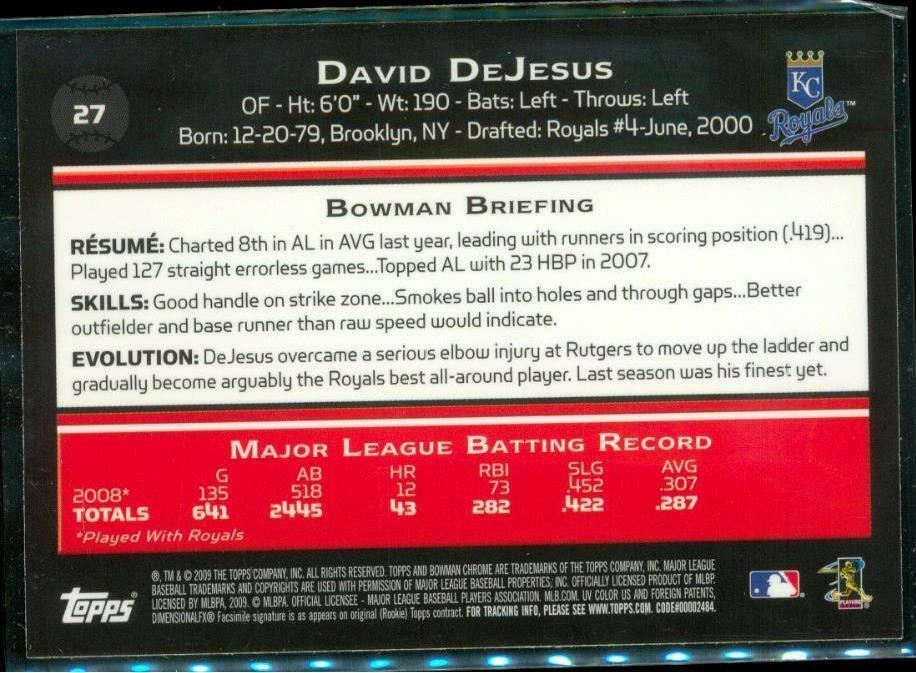 27
DAVID DEJESUS
OF - Ht: 6'0" - Wt: 190 - Bats: Left - Throws: Left
Born: 12-20-79, Brooklyn, NY - Drafted: Royals #4-June, 2000
KC
Royals™
BOWMAN BRIEFING
RÉSUMÉ: Charted 8th in AL in AVG last year, leading with runners in scoring position (.419)...
Played 127 straight errorless games...Topped AL with 23 HBP in 2007.
SKILLS: Good handle on strike zone...Smokes ball into holes and through gaps...Better
outfielder and base runner than raw speed would indicate.
EVOLUTION: DeJesus overcame a serious elbow injury at Rutgers to move up the ladder and
gradually become arguably the Royals best all-around player. Last season was his finest yet.
MAJOR LEAGUE BATTING RECORD
G AB HR RBI SLG AVG
2008* 135 518 12 73 .452 .307
TOTALS 641 2445 43 282 .422 .287
*Played With Royals
®, TM & © 2009 THE TOPPS COMPANY, INC. ALL RIGHTS RESERVED. TOPPS AND BOWMAN CHROME ARE TRADEMARKS OF THE TOPPS COMPANY, INC. MAJOR LEAGUE
BASEBALL TRADEMARKS AND COPYRIGHTS ARE USED WITH PERMISSION OF MAJOR LEAGUE BASEBALL PROPERTIES, INC. OFFICIALLY LICENSED PRODUCT OF MLBP.
LICENSED BY MLBPA, 2009. © MLBPA. OFFICIAL LICENSEE - MAJOR LEAGUE BASEBALL PLAYERS ASSOCIATION. MLB.COM. UV COLOR US AND FOREIGN PATENTS,
DIMENSIONALFX® Facsimile signature is as appears on original (Rookie) Topps contract. FOR TRACKING INFO, PLEASE SEE WWW.TOPPS.COM. CODE#00002484.
topps®